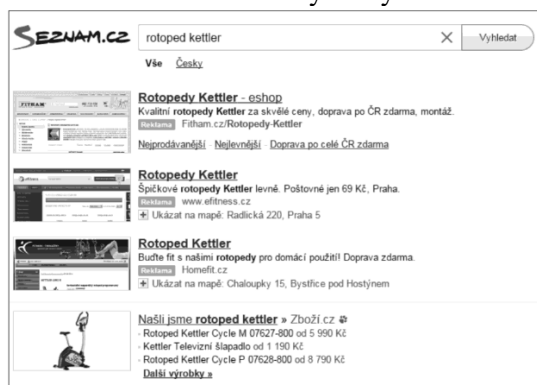 SEZNAM.CZ
rotoped kettler
Vyhledat
Vše Česky
Rotopedy Kettler - eshop
Kvalitní rotopedy Kettler za skvělé ceny, doprava po ČR zdarma, montáž.
Reklama Fitham.cz/Rotopedy-Kettler
Nejprodávanější · Nejlevnější · Doprava po celé ČR zdarma
Rotopedy Kettler
Špičkové rotopedy Kettler levně. Poštovné jen 69 Kč, Praha.
Reklama www.efitness.cz
Ukázat na mapě: Radlická 220, Praha 5
Rotoped Kettler
Buďte fit s našimi rotopedy pro domácí použití! Doprava zdarma.
Reklama Homefit.cz
Ukázat na mapě: Chaloupky 15, Bystřice pod Hostýnem
Našli jsme rotoped kettler » Zboží.cz
· Rotoped Kettler Cycle M 07627-800 od 5 990 Kč
· Kettler Televizní šlapadlo od 1 190 Kč
· Rotoped Kettler Cycle P 07628-800 od 8 790 Kč
Další výrobky »